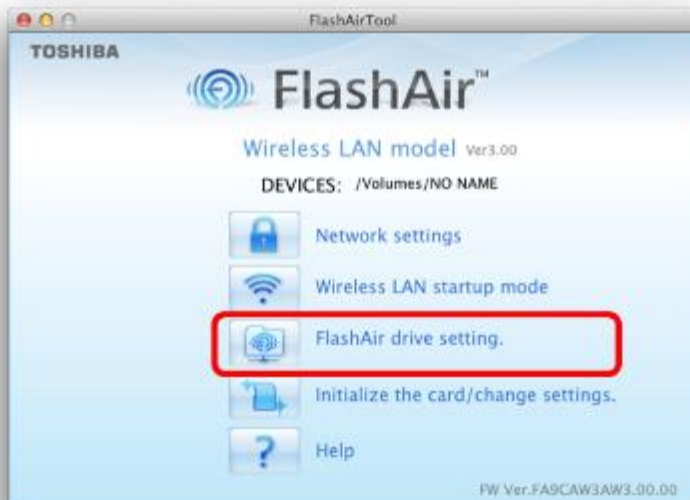 FlashAirTool
TOSHIBA
FlashAir™
Wireless LAN model Ver3.00
DEVICES: /Volumes/NO NAME
Network settings
Wireless LAN startup mode
FlashAir drive setting.
Initialize the card/change settings.
? Help
FW Ver.FA9CAW3AW3.00.00